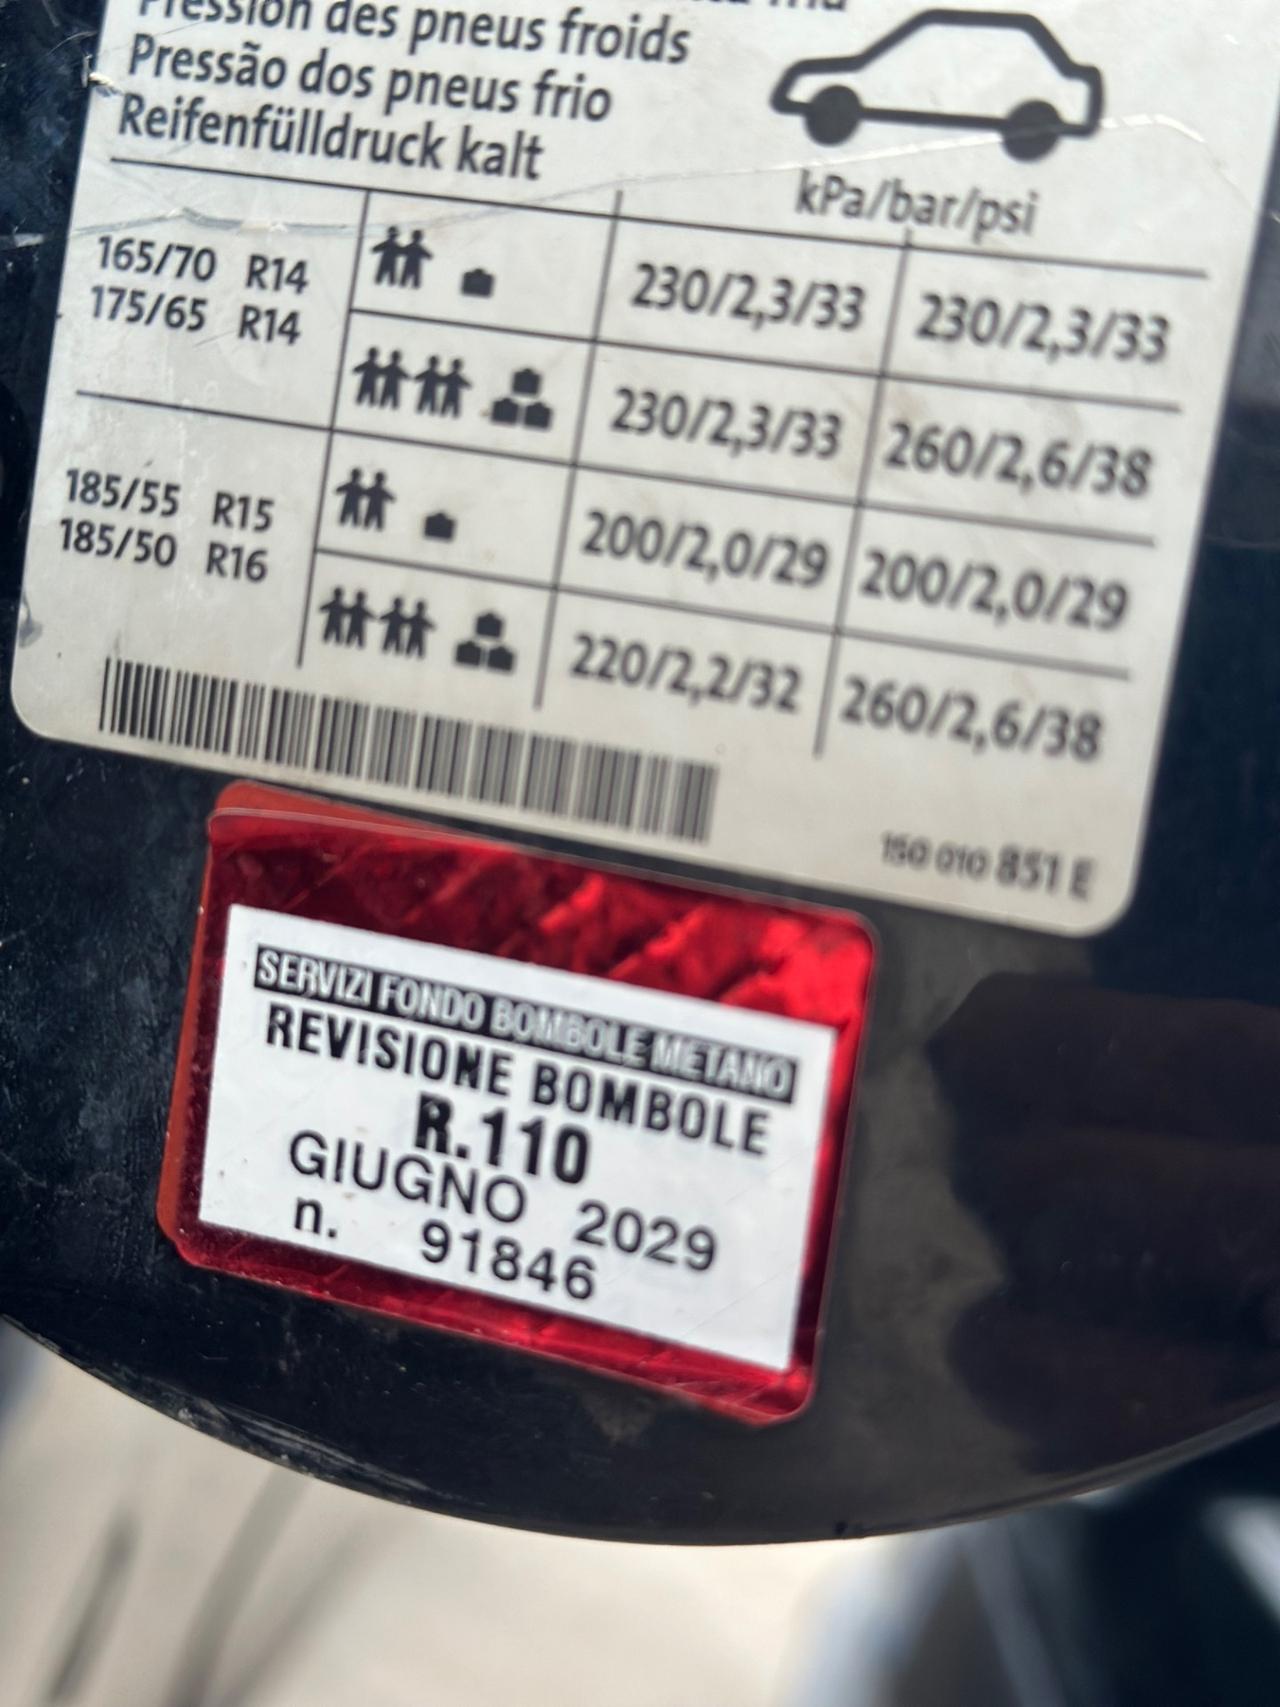 Pression des pneus froids
Pressão dos pneus frio
Reifenfülldruck kalt
kPa/bar/psi
165/70 R14
175/65 R14
230/2,3/33 230/2,3/33
230/2,3/33 260/2,6/38
185/55 R15
185/50 R16
200/2,0/29 200/2,0/29
220/2,2/32 260/2,6/38
1S0 010 851 E
SERVIZI FONDO BOMBOLE METANO
REVISIONE BOMBOLE
R.110
GIUGNO 2029
n. 91846